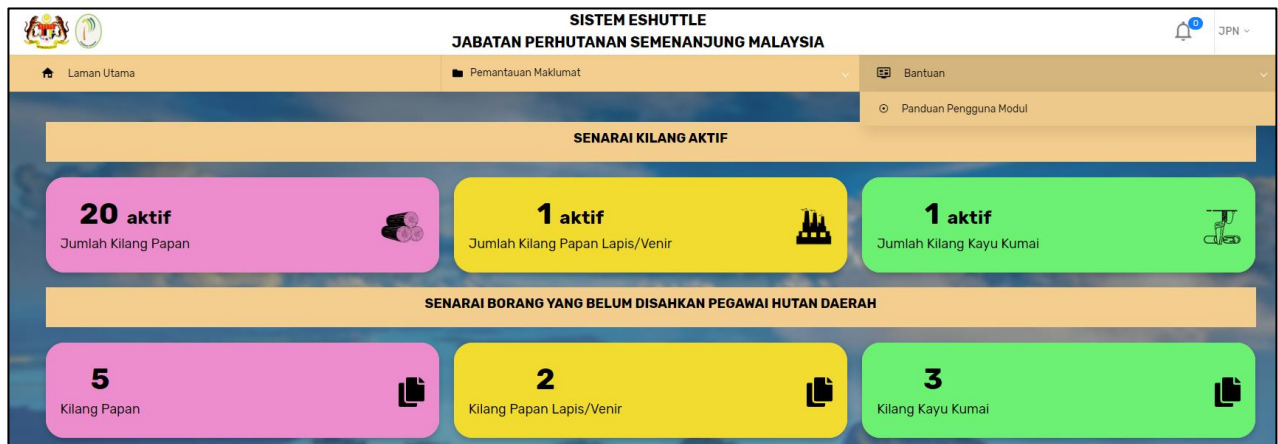 SISTEM ESHUTTLE
JABATAN PERHUTANAN SEMENANJUNG MALAYSIA
0
JPN
Laman Utama
Pemantauan Maklumat
Bantuan
Panduan Pengguna Modul
SENARAI KILANG AKTIF
20 aktif
Jumlah Kilang Papan
1 aktif
Jumlah Kilang Papan Lapis/Venir
1 aktif
Jumlah Kilang Kayu Kumai
SENARAI BORANG YANG BELUM DISAHKAN PEGAWAI HUTAN DAERAH
5
Kilang Papan
2
Kilang Papan Lapis/Venir
3
Kilang Kayu Kumai